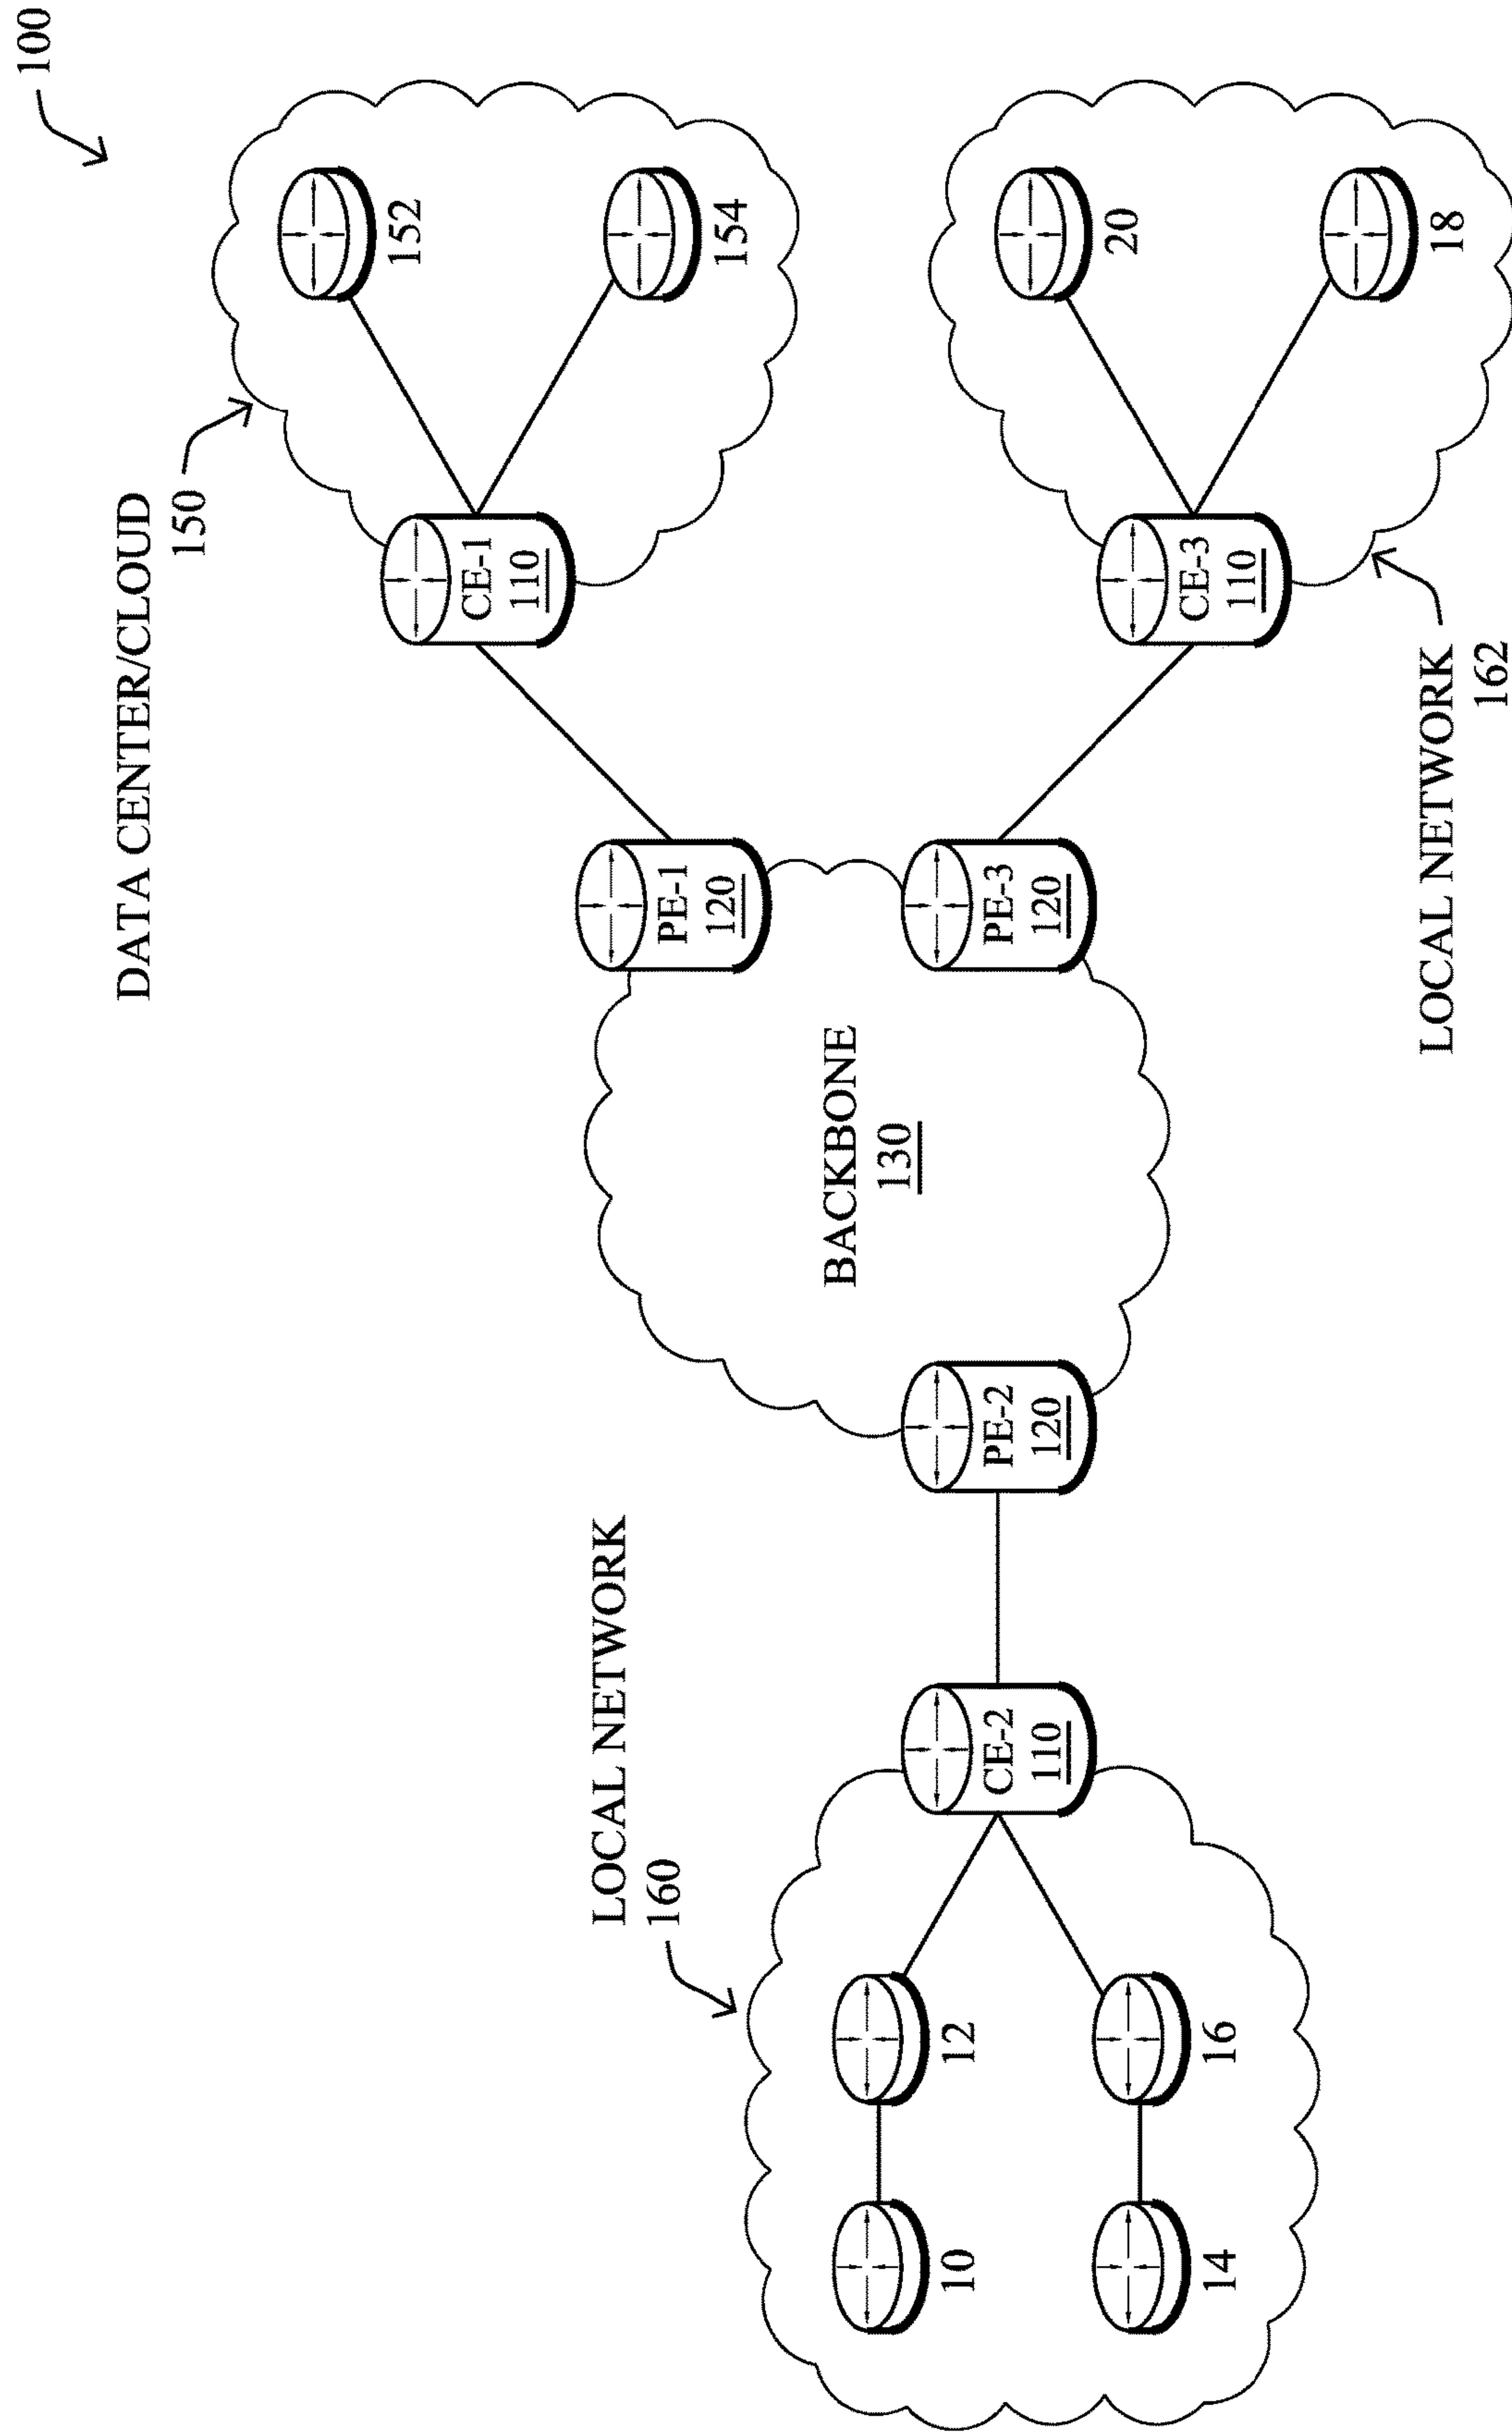 100
DATA CENTER/CLOUD
150
152
154
CE-1
110
PE-1
120
BACKBONE
130
LOCAL NETWORK
160
10
12
14
16
CE-2
110
PE-2
120
PE-3
120
CE-3
110
20
18
LOCAL NETWORK
162